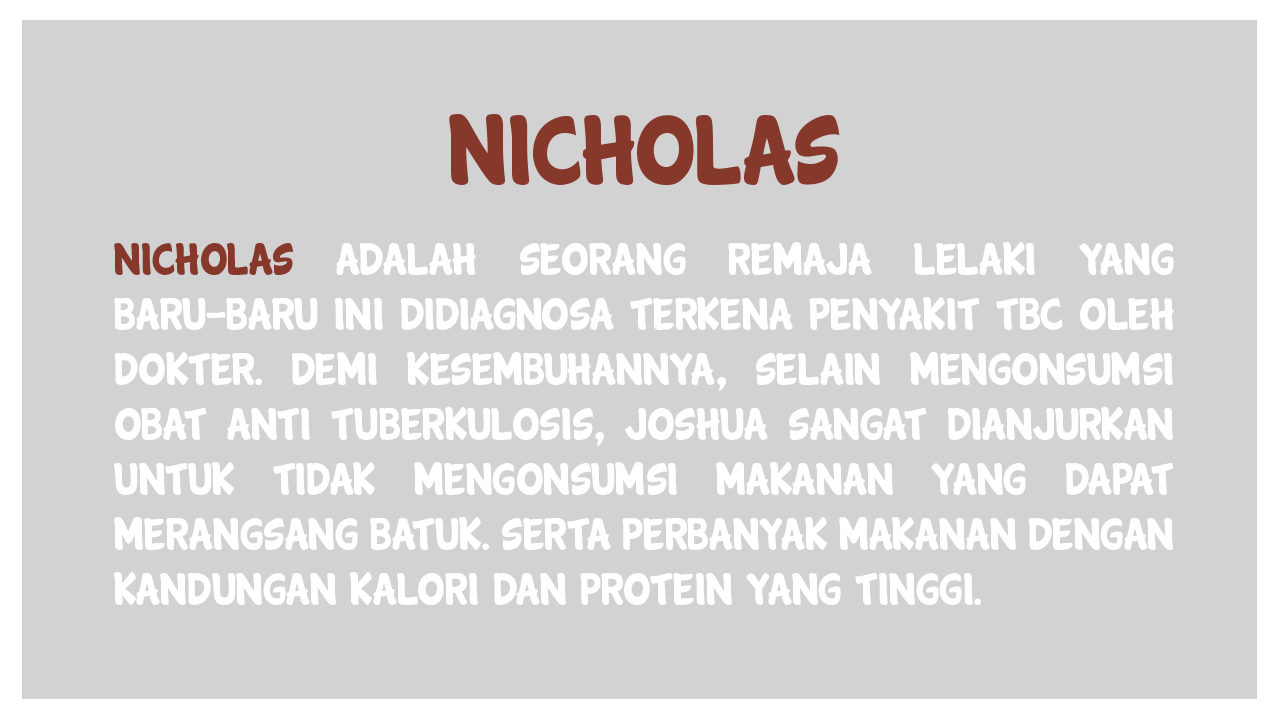 NICHOLAS
NICHOLAS ADALAH SEORANG REMAJA LELAKI YANG
BARU-BARU INI DIDIAGNOSA TERKENA PENYAKIT TBC OLEH
DOKTER. DEMI KESEMBUHANNYA, SELAIN MENGONSUMSI
OBAT ANTI TUBERKULOSIS, JOSHUA SANGAT DIANJURKAN
UNTUK TIDAK MENGONSUMSI MAKANAN YANG DAPAT
MERANGSANG BATUK. SERTA PERBANYAK MAKANAN DENGAN
KANDUNGAN KALORI DAN PROTEIN YANG TINGGI.